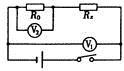 R₀ Rₓ
V₂
V₁